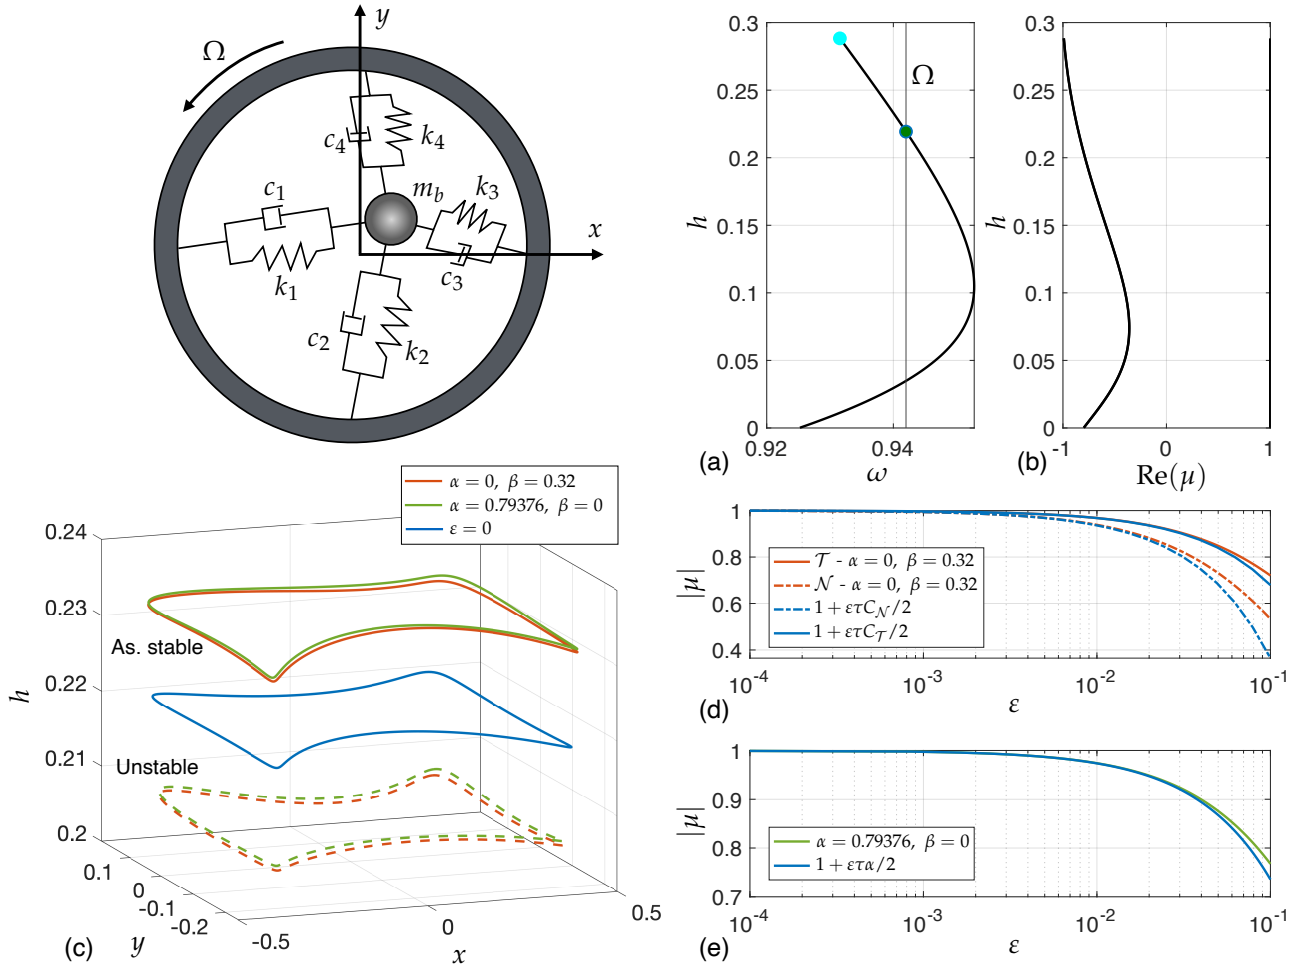 y
Ω
c₄
k₄
c₁
m_b
k₃
x
k₁
c₃
c₂
k₂
0.3
0.25
0.2
0.15
0.1
0.05
0
h
Ω
0.92
0.94
(a)
ω
0.3
0.25
0.2
0.15
0.1
0.05
0
h
-1
0
1
(b)
Re(μ)
α = 0, β = 0.32
α = 0.79376, β = 0
ε = 0
0.24
0.23
0.22
0.21
0.2
h
As. stable
Unstable
0.1
0
-0.1
-0.2
y
-0.5
0
0.5
x
(c)
1
0.8
0.6
0.4
|μ|
𝒯 - α = 0, β = 0.32
𝒩 - α = 0, β = 0.32
1 + ετC_𝒩/2
1 + ετC_𝒯/2
10⁻⁴
10⁻³
10⁻²
10⁻¹
(d)
ε
1
0.9
0.8
0.7
|μ|
α = 0.79376, β = 0
1 + ετα/2
10⁻⁴
10⁻³
10⁻²
10⁻¹
(e)
ε